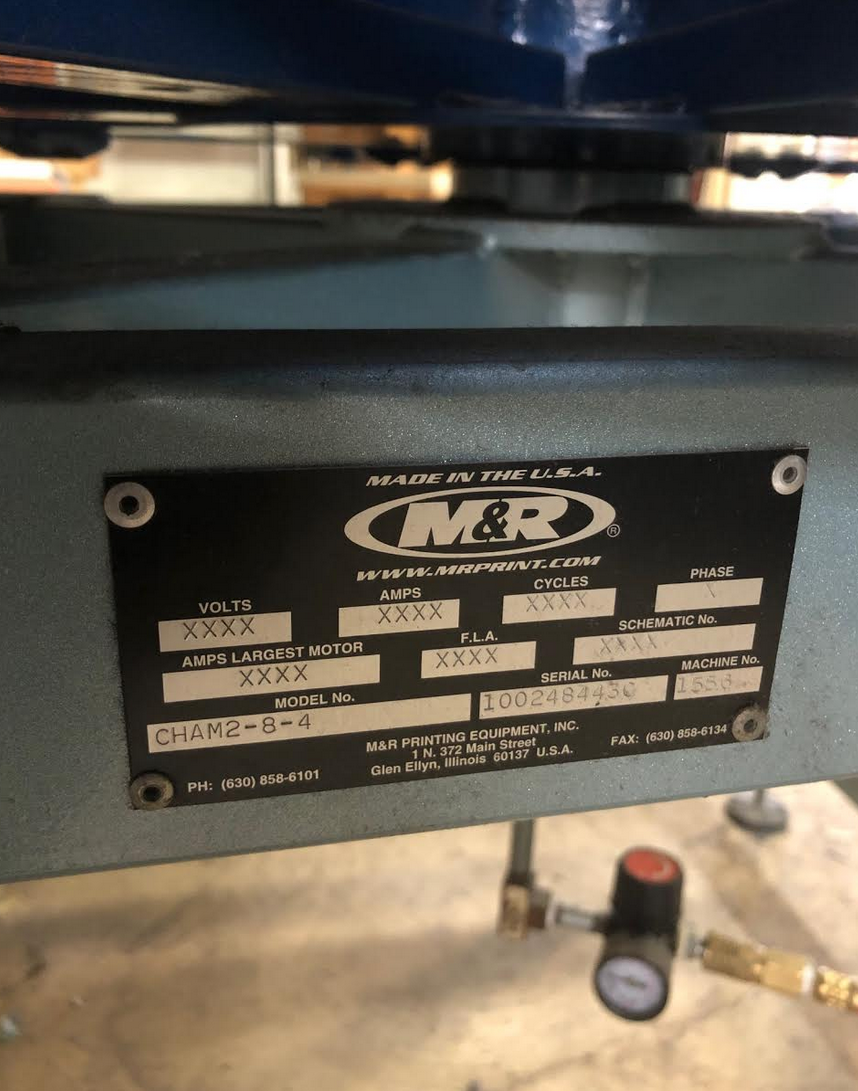 MADE IN THE U.S.A.
M&R®
WWW.MRPRINT.COM
VOLTS AMPS CYCLES PHASE
XXXX XXXX XXXX
AMPS LARGEST MOTOR F.L.A. SCHEMATIC No.
XXXX XXXX XXXX
MODEL No. SERIAL No. MACHINE No.
CHAM2-8-4
M&R PRINTING EQUIPMENT, INC.
1 N. 372 Main Street
Glen Ellyn, Illinois 60137 U.S.A.
PH: (630) 858-6101 FAX: (630) 858-6134